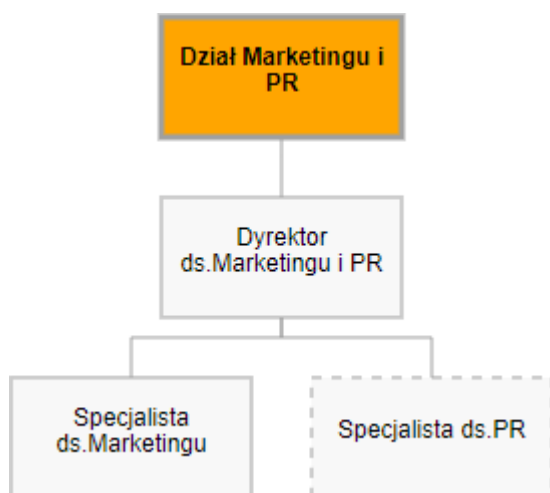 Dział Marketingu i
PR
Dyrektor
ds.Marketingu i PR
Specjalista
ds.Marketingu
Specjalista ds.PR